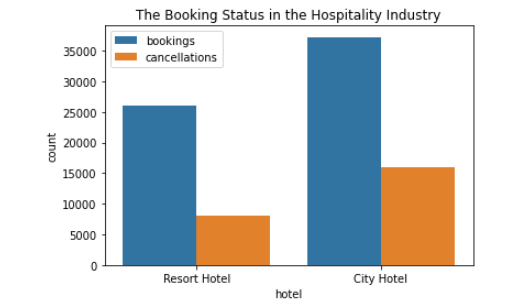 The Booking Status in the Hospitality Industry
bookings
cancellations
35000
30000
25000
20000
15000
10000
5000
0
count
Resort Hotel
City Hotel
hotel